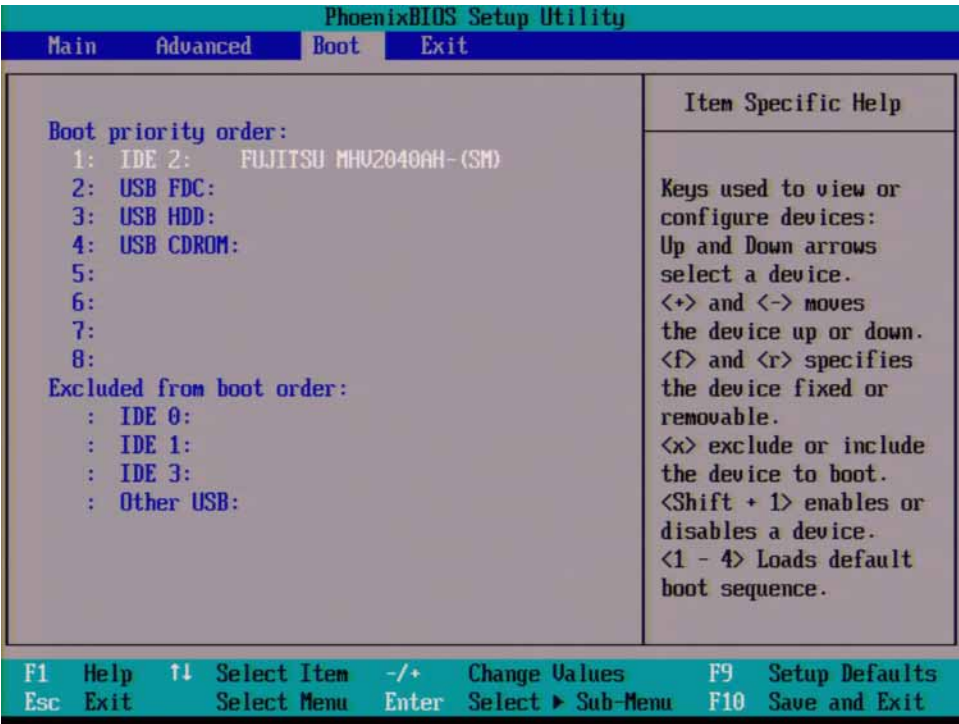 PhoenixBIOS Setup Utility
Main Advanced Boot Exit
Boot priority order:
1: IDE 2: FUJITSU MHV2040AH-(SM)
2: USB FDC:
3: USB HDD:
4: USB CDROM:
5:
6:
7:
8:
Excluded from boot order:
: IDE 0:
: IDE 1:
: IDE 3:
: Other USB:
Item Specific Help
Keys used to view or
configure devices:
Up and Down arrows
select a device.
<+> and <-> moves
the device up or down.
<f> and <r> specifies
the device fixed or
removable.
<x> exclude or include
the device to boot.
<Shift + 1> enables or
disables a device.
<1 - 4> Loads default
boot sequence.
F1 Help ↑↓ Select Item -/+ Change Values F9 Setup Defaults
Esc Exit Select Menu Enter Select ▶ Sub-Menu F10 Save and Exit